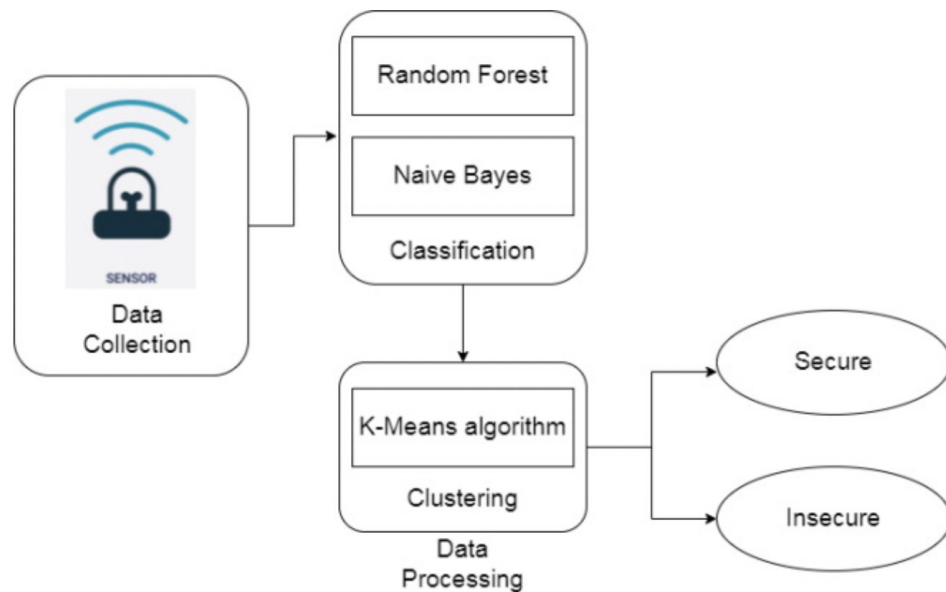 SENSOR
Data
Collection
Random Forest
Naive Bayes
Classification
K-Means algorithm
Clustering
Data
Processing
Secure
Insecure